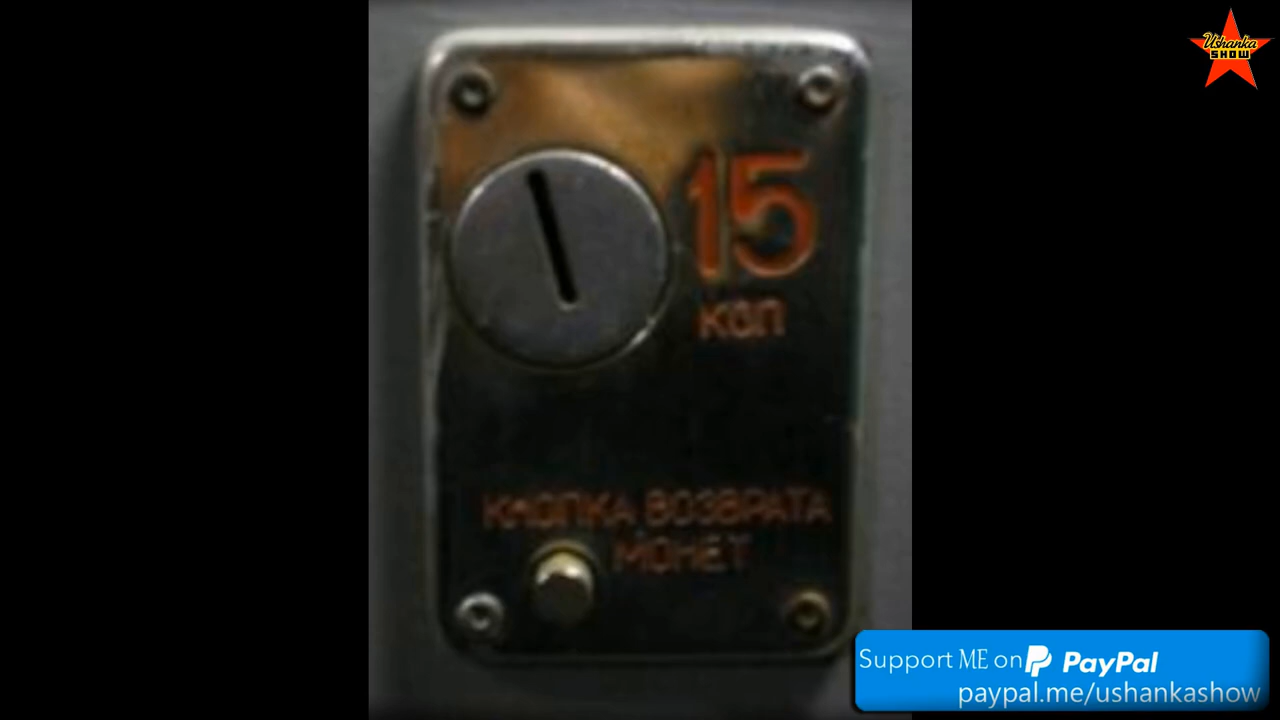 Ushanka
SHOW
15
КОП
КНОПКА ВОЗВРАТА
МОНЕТ
Support ME on PayPal
paypal.me/ushankashow